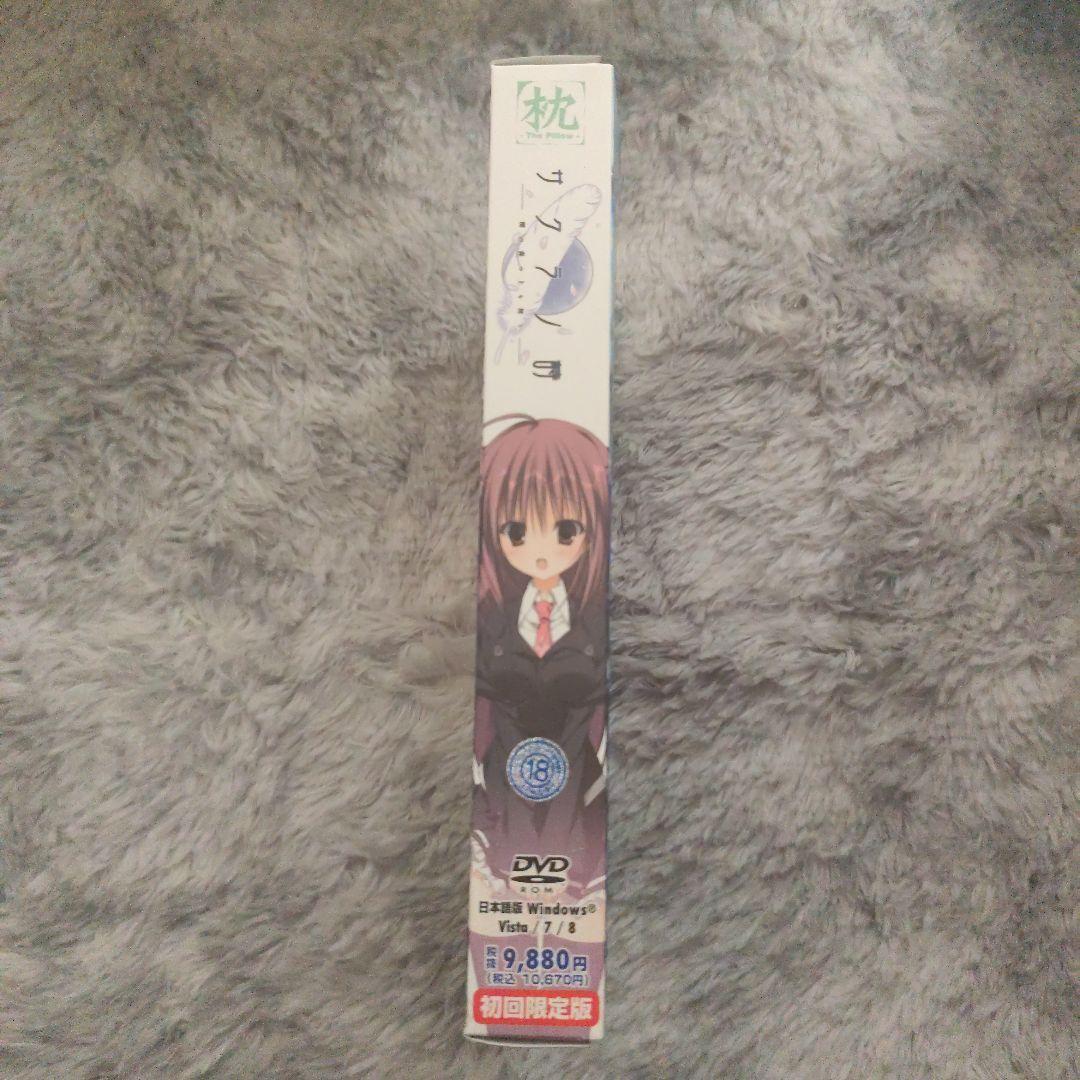 枕
- The Pillow -
サクラノ詩
18
DVD
ROM
日本語版 Windows®
Vista / 7 / 8
税抜 9,880円
(税込 10,670円)
初回限定版